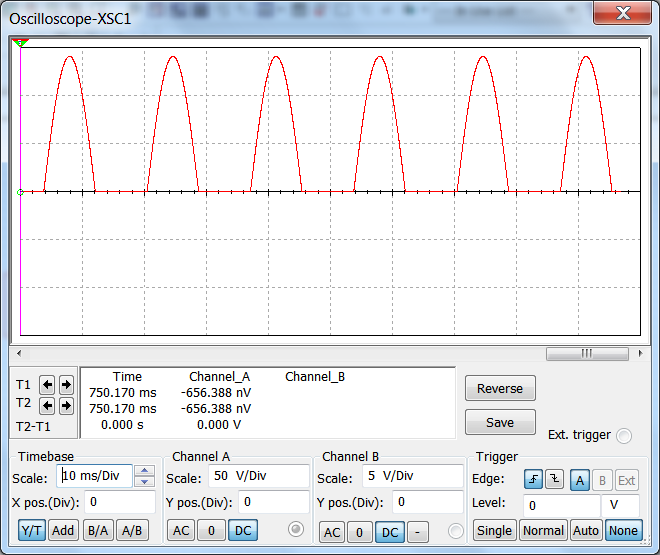 Oscilloscope-XSC1
T1
T2
T2-T1
Time Channel_A Channel_B
750.170 ms -656.388 nV
750.170 ms -656.388 nV
0.000 s 0.000 V
Reverse
Save
Ext. trigger
Timebase
Scale: 10 ms/Div
X pos.(Div): 0
Y/T Add B/A A/B
Channel A
Scale: 50 V/Div
Y pos.(Div): 0
AC 0 DC
Channel B
Scale: 5 V/Div
Y pos.(Div): 0
AC 0 DC -
Trigger
Edge: A B Ext
Level: 0 V
Single Normal Auto None